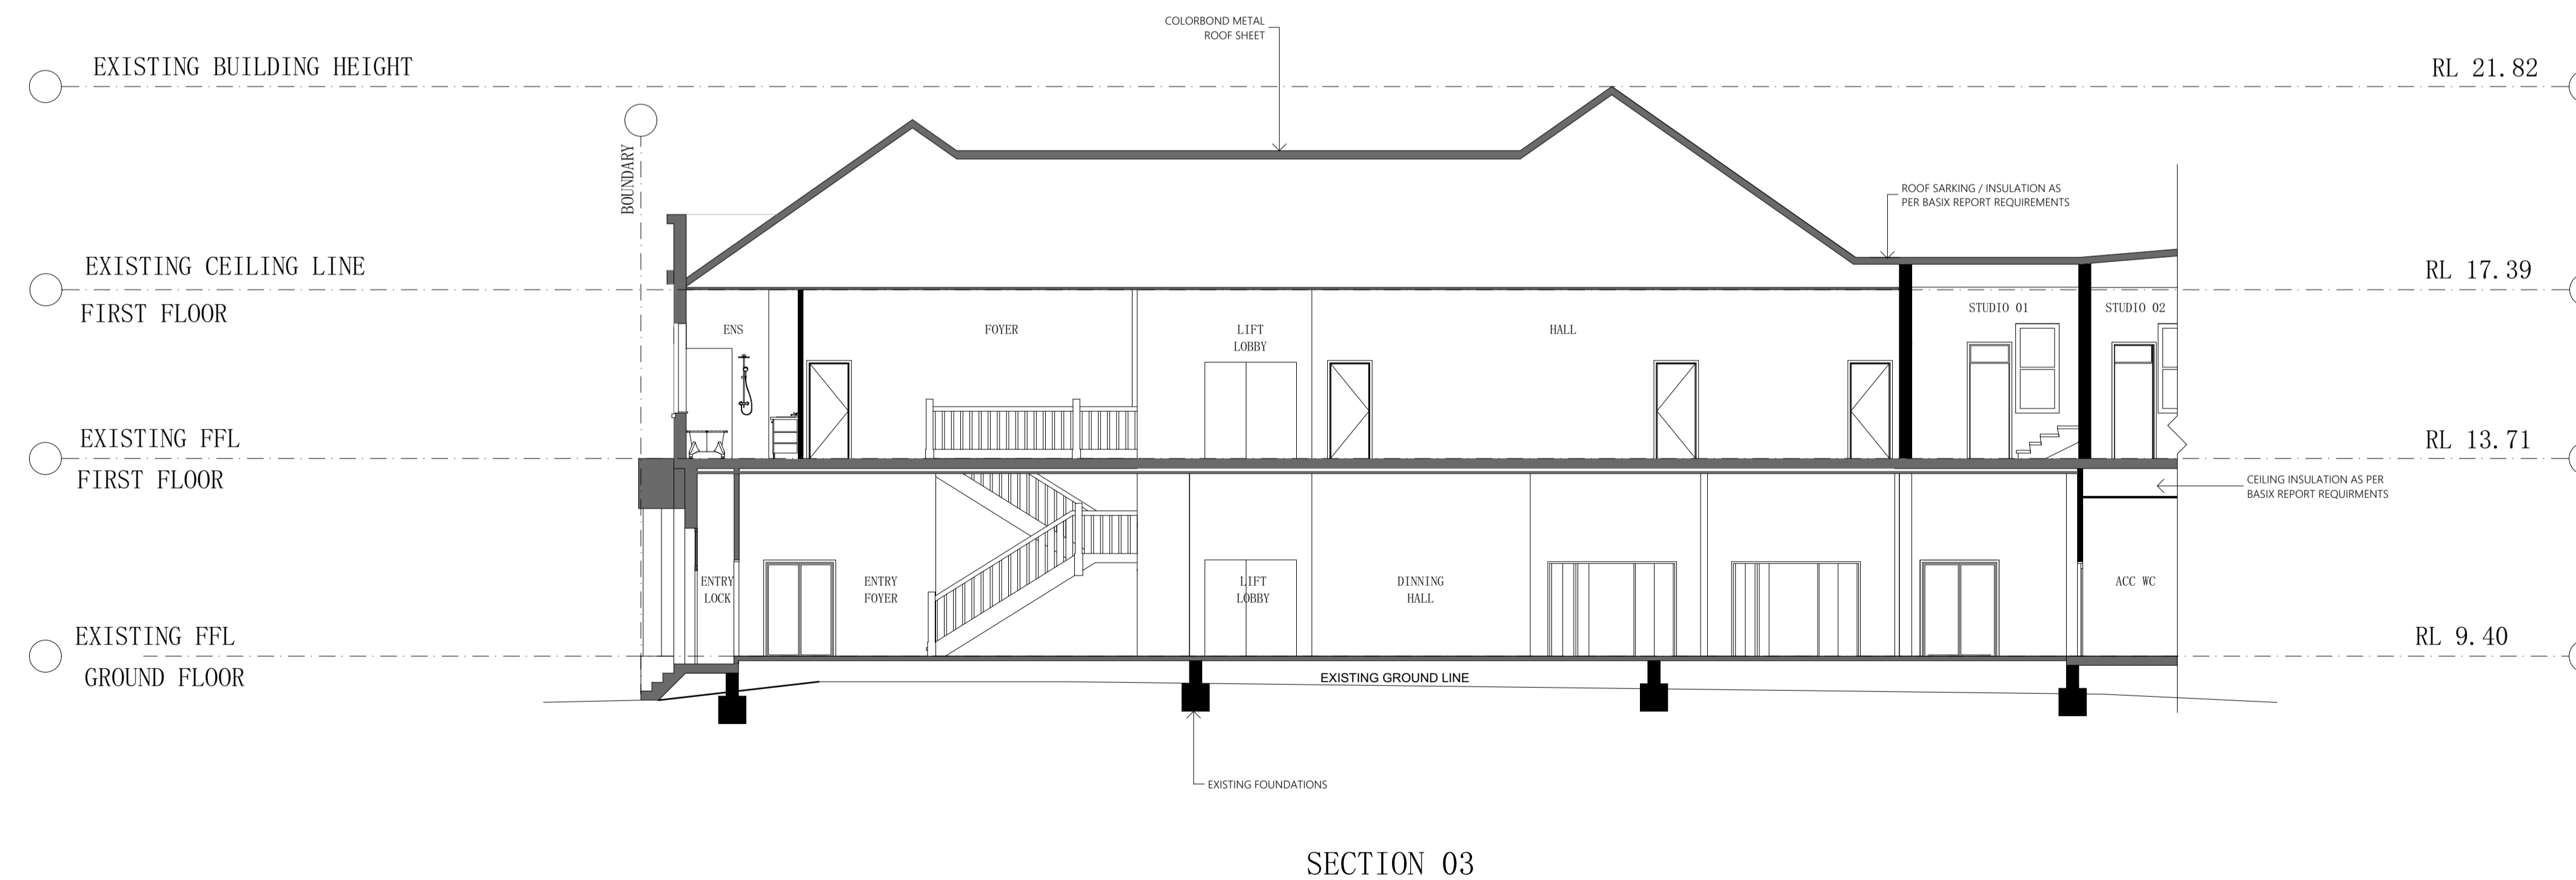 COLORBOND METAL
ROOF SHEET
EXISTING BUILDING HEIGHT
RL 21.82
BOUNDARY
ROOF SARKING / INSULATION AS
PER BASIX REPORT REQUIREMENTS
EXISTING CEILING LINE
FIRST FLOOR
RL 17.39
ENS
FOYER
LIFT
LOBBY
HALL
STUDIO 01
STUDIO 02
EXISTING FFL
FIRST FLOOR
RL 13.71
CEILING INSULATION AS PER
BASIX REPORT REQUIRMENTS
ENTRY
LOCK
ENTRY
FOYER
LIFT
LOBBY
DINNING
HALL
ACC WC
EXISTING FFL
GROUND FLOOR
RL 9.40
EXISTING GROUND LINE
EXISTING FOUNDATIONS
SECTION 03